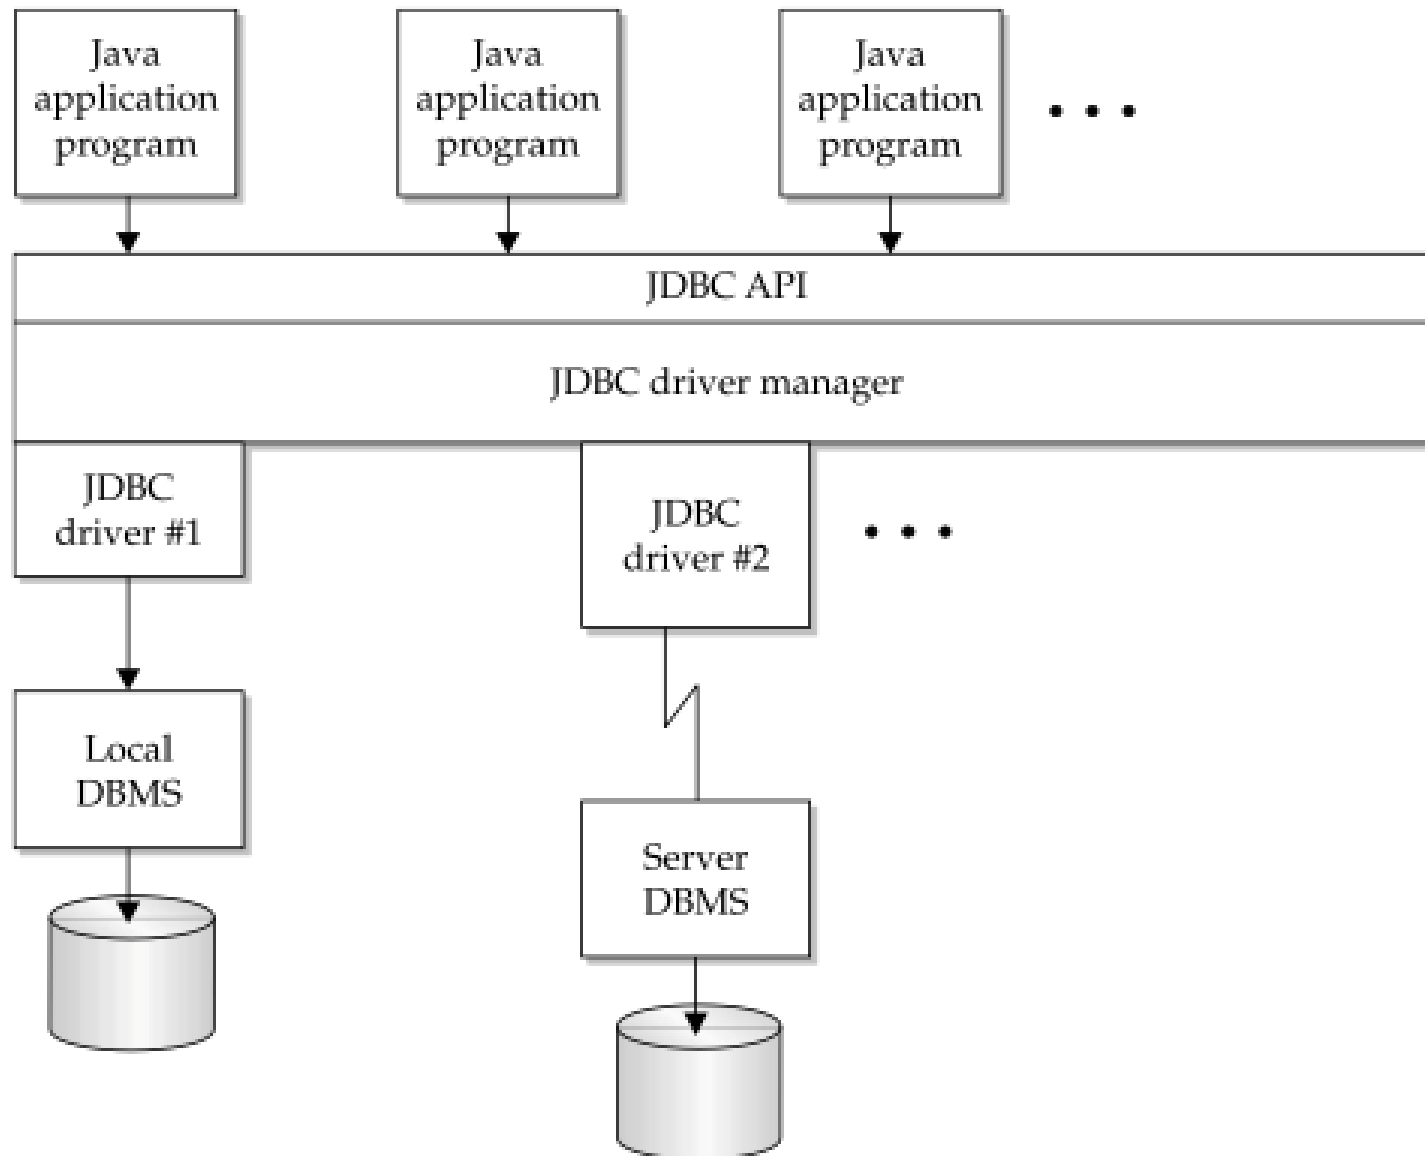 Java
application
program
Java
application
program
Java
application
program
• • •
JDBC API
JDBC driver manager
JDBC
driver #1
JDBC
driver #2
• • •
Local
DBMS
Server
DBMS